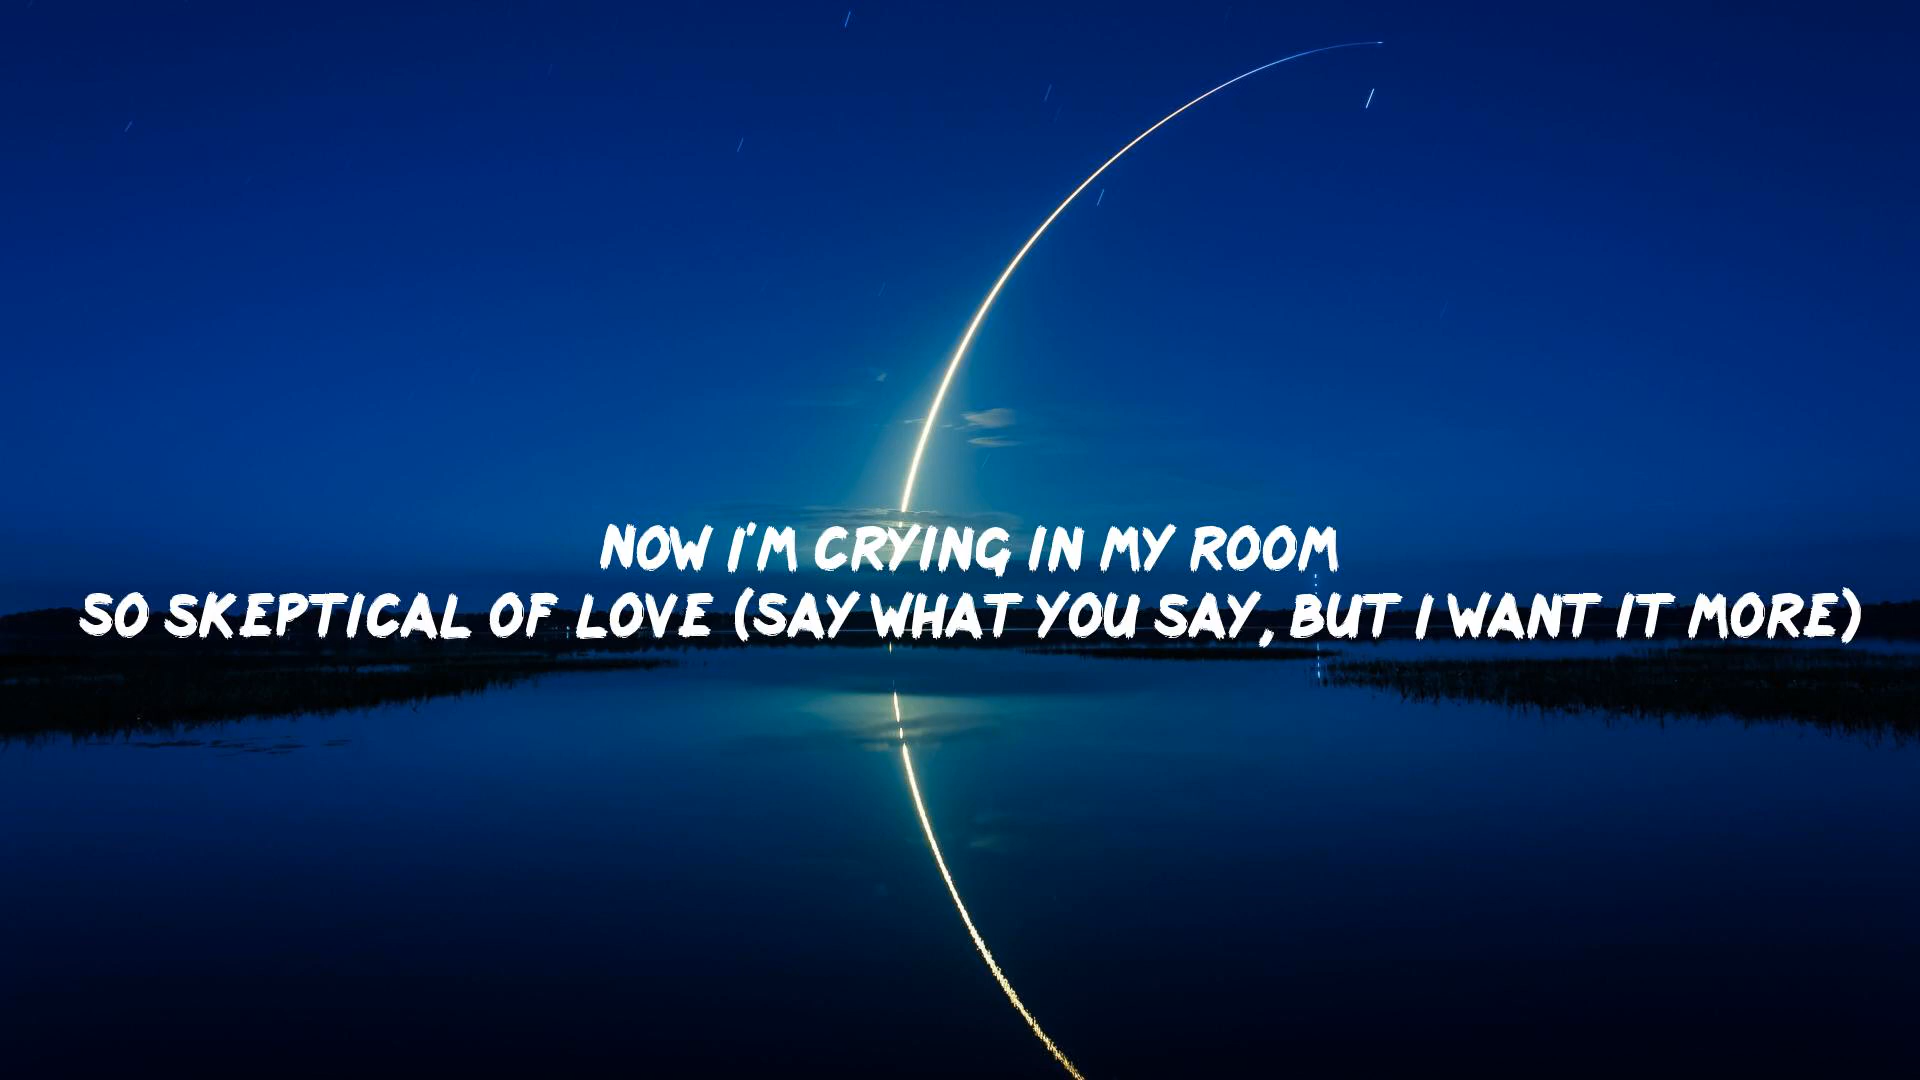 NOW I'M CRYING IN MY ROOM
SO SKEPTICAL OF LOVE (SAY WHAT YOU SAY, BUT I WANT IT MORE)